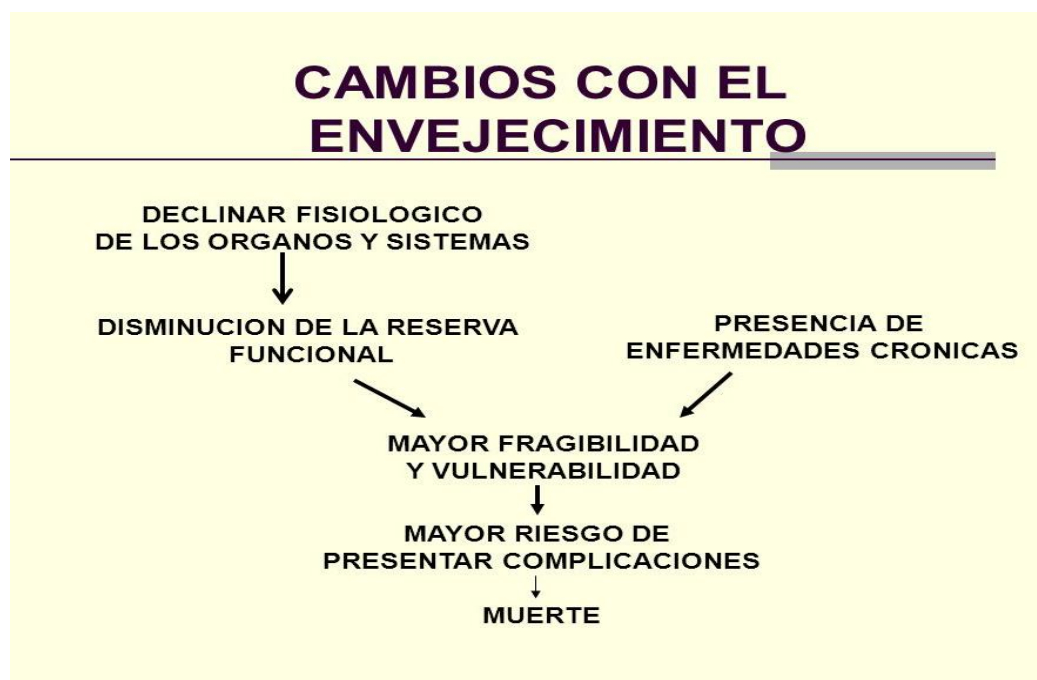 CAMBIOS CON EL
ENVEJECIMIENTO
DECLINAR FISIOLOGICO
DE LOS ORGANOS Y SISTEMAS
DISMINUCION DE LA RESERVA
FUNCIONAL
PRESENCIA DE
ENFERMEDADES CRONICAS
MAYOR FRAGIBILIDAD
Y VULNERABILIDAD
MAYOR RIESGO DE
PRESENTAR COMPLICACIONES
MUERTE